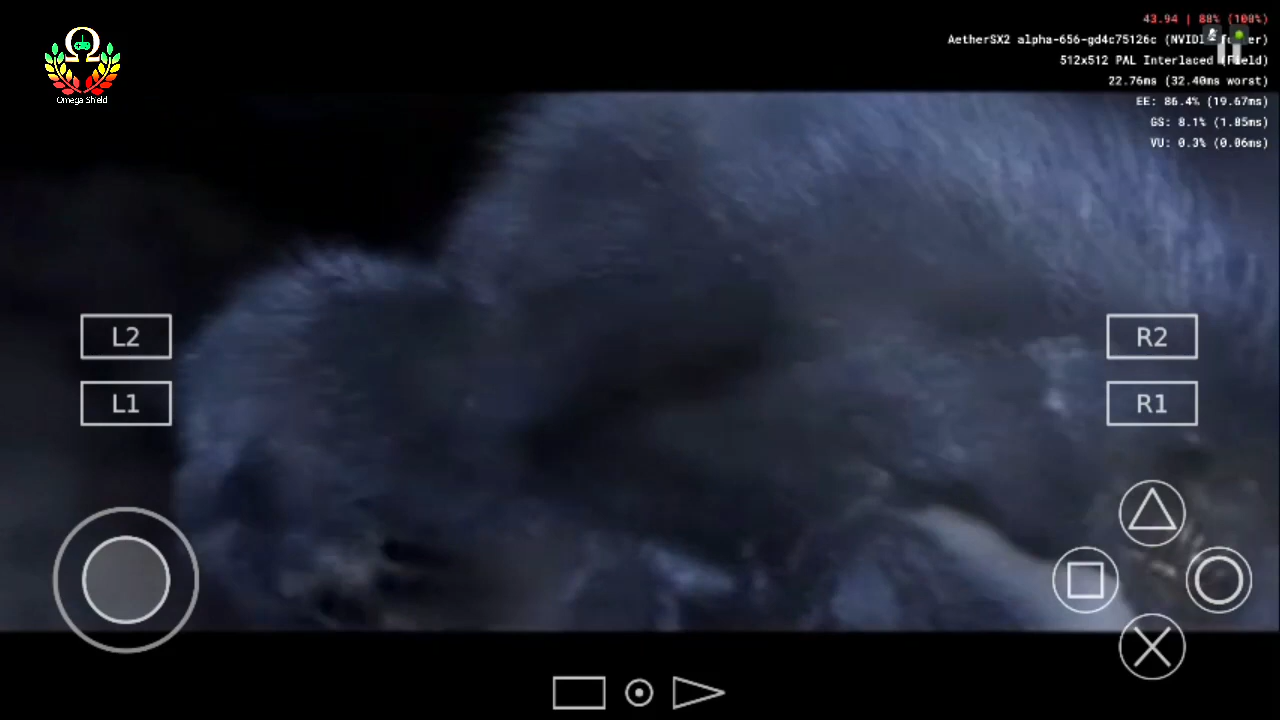 43.94 | 88% (108%)
AetherSX2 alpha-656-gd4c75126c
512x512 PAL Interlaced
22.76ms (32.40ms worst)
EE: 86.4% (19.67ms)
GS: 8.1% (1.85ms)
VU: 0.3% (0.06ms)
Omega Shield
L2
L1
R2
R1